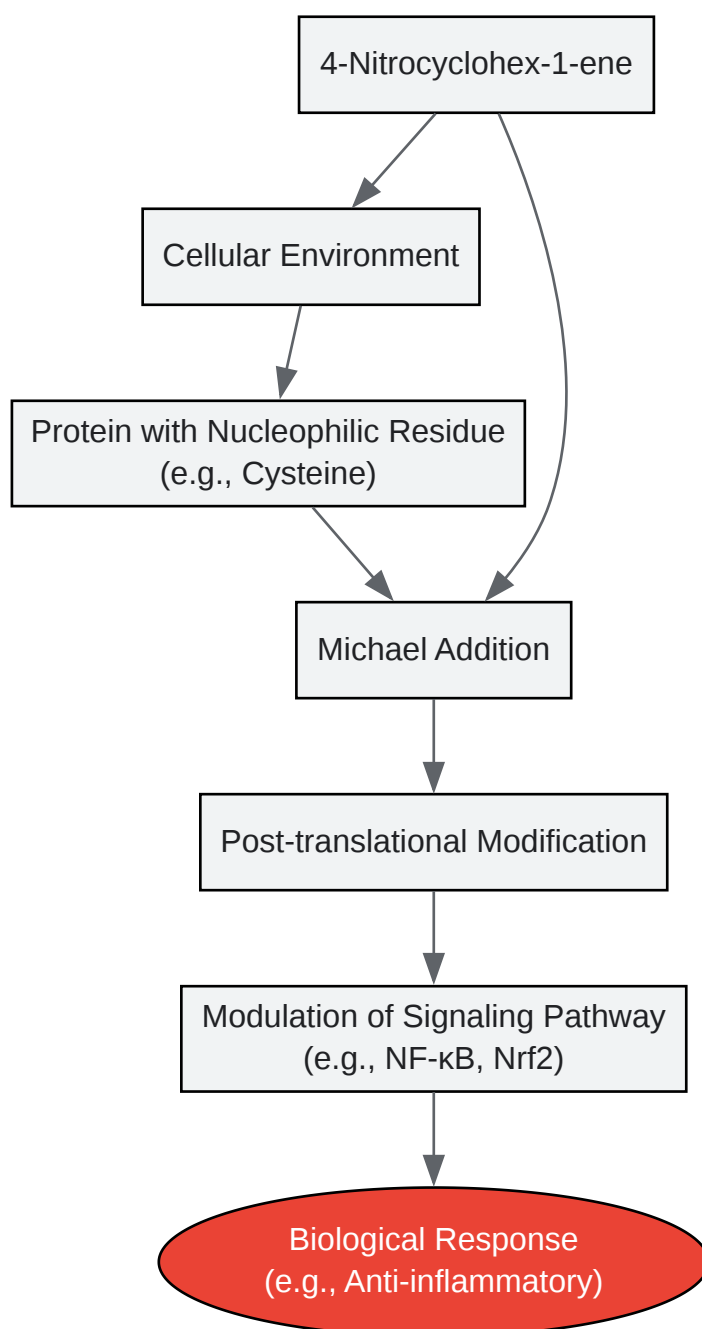 4-Nitrocyclohex-1-ene
Cellular Environment
Protein with Nucleophilic Residue
(e.g., Cysteine)
Michael Addition
Post-translational Modification
Modulation of Signaling Pathway
(e.g., NF-κB, Nrf2)
Biological Response
(e.g., Anti-inflammatory)